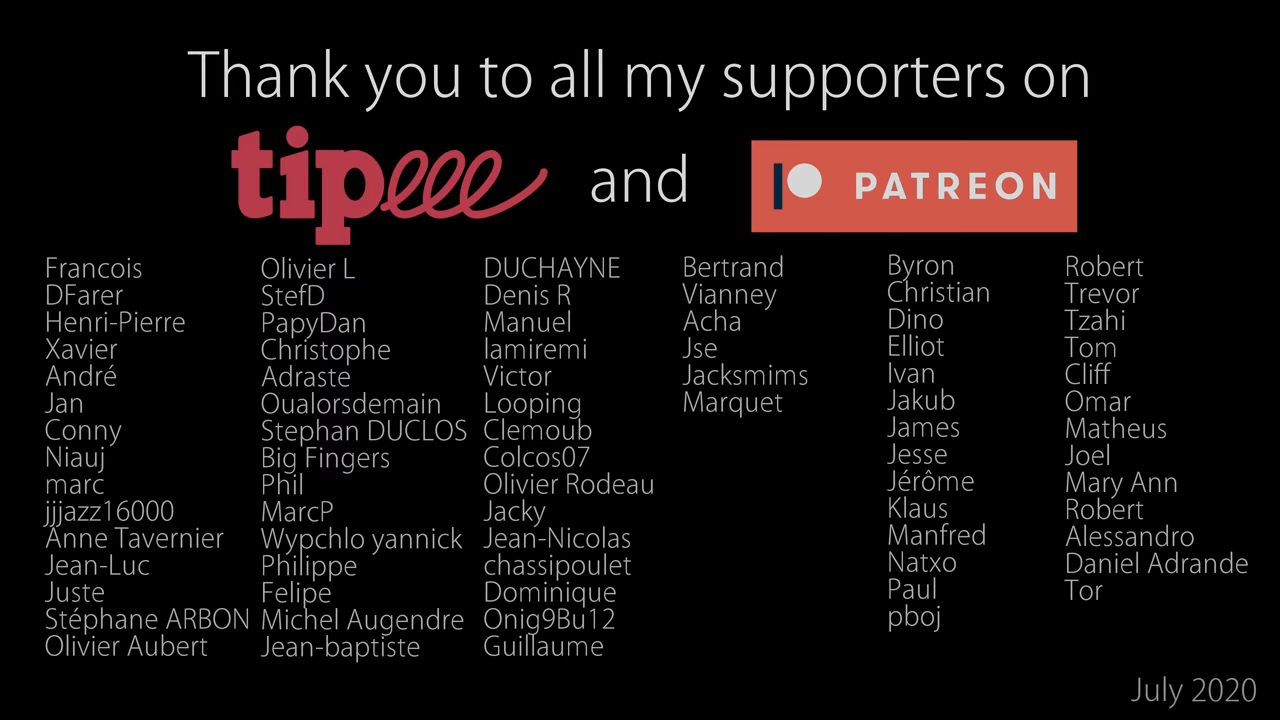 Thank you to all my supporters on
tipeee and PATREON
Francois
DFarer
Henri-Pierre
Xavier
André
Jan
Conny
Niauj
marc
jjjazz16000
Anne Tavernier
Jean-Luc
Juste
Stéphane ARBON
Olivier Aubert
Olivier L
StefD
PapyDan
Christophe
Adraste
Oualorsdemain
Stephan DUCLOS
Big Fingers
Phil
MarcP
Wypchlo yannick
Philippe
Felipe
Michel Augendre
Jean-baptiste
DUCHAYNE
Denis R
Manuel
lamiremi
Victor
Looping
Clemoub
Colcos07
Olivier Rodeau
Jacky
Jean-Nicolas
chassipoulet
Dominique
Onig9Bu12
Guillaume
Bertrand
Vianney
Acha
Jse
Jacksmims
Marquet
Byron
Christian
Dino
Elliot
Ivan
Jakub
James
Jesse
Jérôme
Klaus
Manfred
Natxo
Paul
pboj
Robert
Trevor
Tzahi
Tom
Cliff
Omar
Matheus
Joel
Mary Ann
Robert
Alessandro
Daniel Adrande
Tor
July 2020